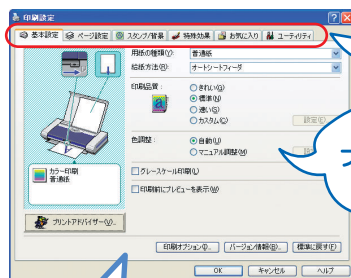 印刷設定
基本設定 ページ設定 スタンプ/背景 特殊効果 お気に入り ユーティリティ
用紙の種類(Y): 普通紙
給紙方法(R): オートシートフィーダ
印刷品質: きれい(G)
標準(N)
速い(S)
カスタム(C) 設定(E)
色調整: 自動(U)
マニュアル調整(M)
カラー印刷
普通紙
グレースケール印刷(L)
印刷前にプレビューを表示(W)
プリントアドバイザー(V)...
印刷オプション(I)... バージョン情報(B)... 標準に戻す(F)
OK キャンセル ヘルプ